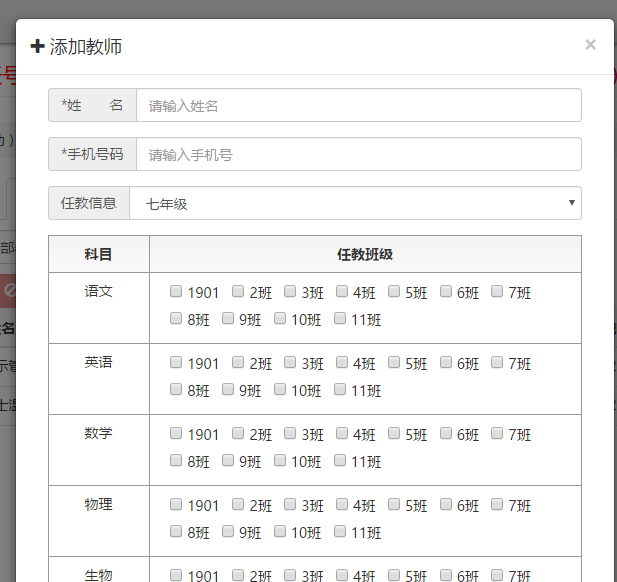 添加教师 ×
*姓 名 请输入姓名
*手机号码 请输入手机号
任教信息 七年级
科目 任教班级
语文 1901 2班 3班 4班 5班 6班 7班
8班 9班 10班 11班
英语 1901 2班 3班 4班 5班 6班 7班
8班 9班 10班 11班
数学 1901 2班 3班 4班 5班 6班 7班
8班 9班 10班 11班
物理 1901 2班 3班 4班 5班 6班 7班
8班 9班 10班 11班
生物 1901 2班 3班 4班 5班 6班 7班